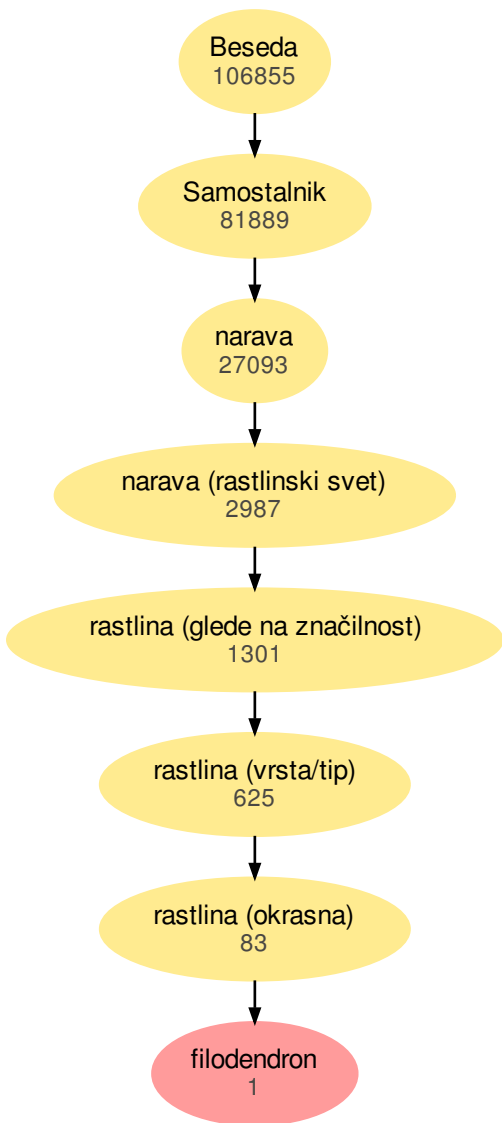 Beseda
106855
Samostalnik
81889
narava
27093
narava (rastlinski svet)
2987
rastlina (glede na značilnost)
1301
rastlina (vrsta/tip)
625
rastlina (okrasna)
83
filodendron
1